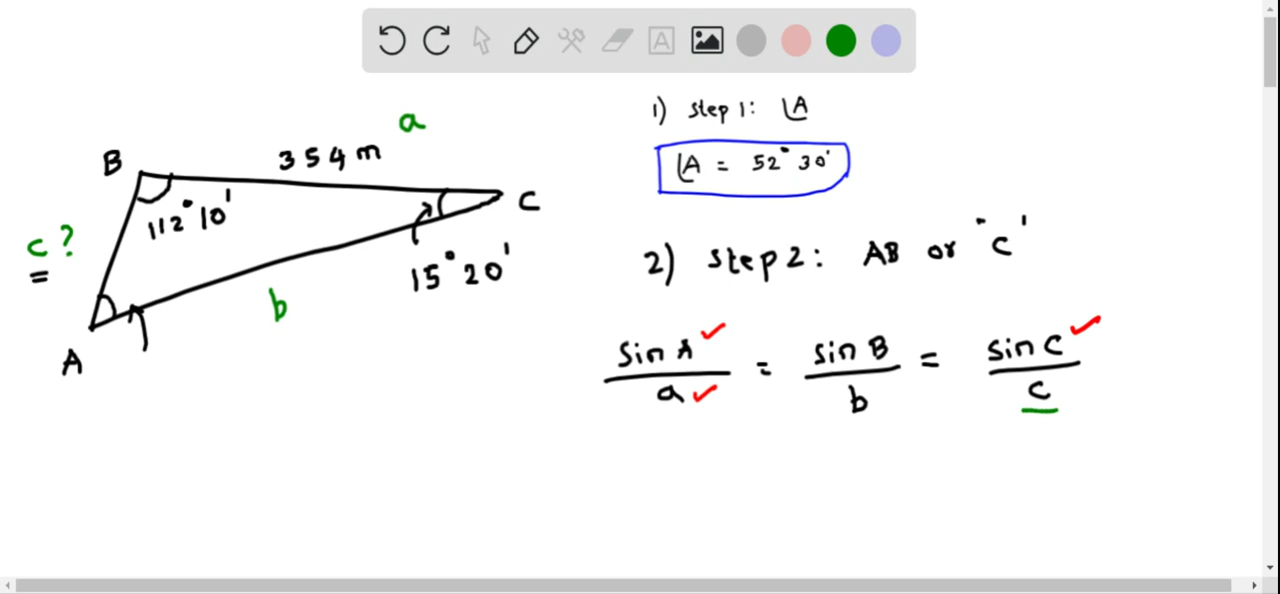 1) step 1: ∟A
∟A = 52° 30'
a
B
354 m
C
112° 10'
c ?
=
15° 20'
b
A
2) step 2: AB or 'c'
sin A / a = sin B / b = sin C / c